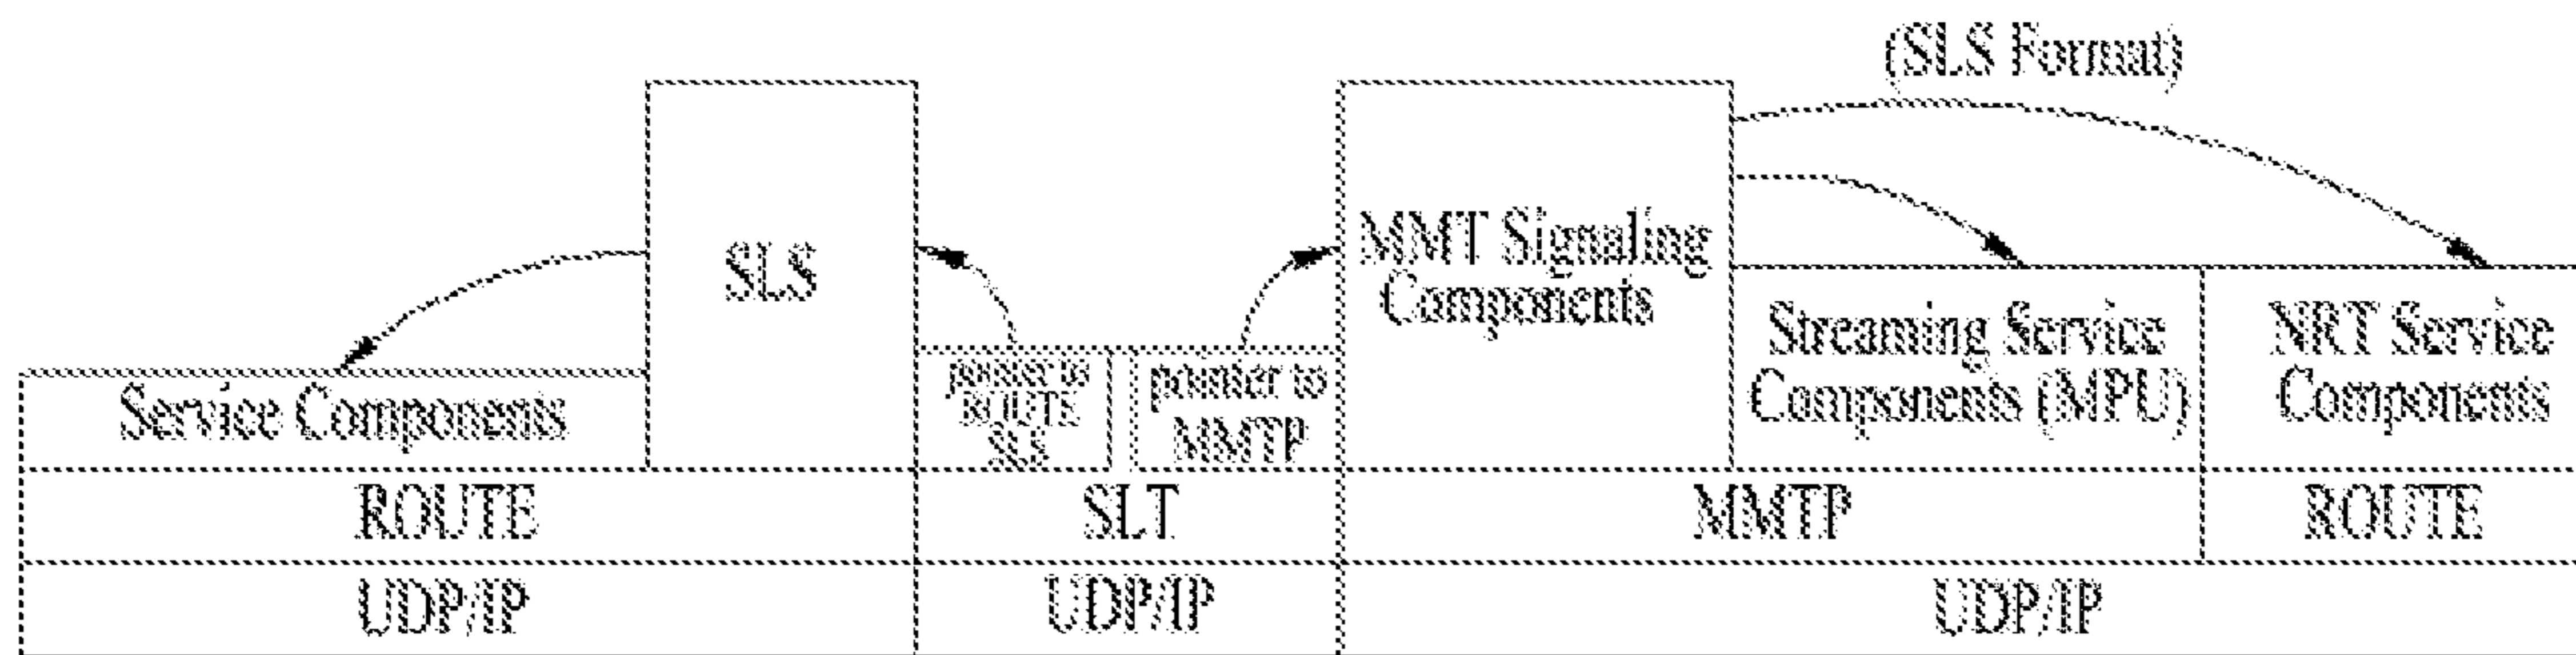 (SLS Format)
SLS
MMT Signaling
Components
Service Components
pointer to
ROUTE
SLS
pointer to
MMTP
Streaming Service
Components (MPU)
NRT Service
Components
ROUTE
SLT
MMTP
ROUTE
UDP/IP
UDP/IP
UDP/IP